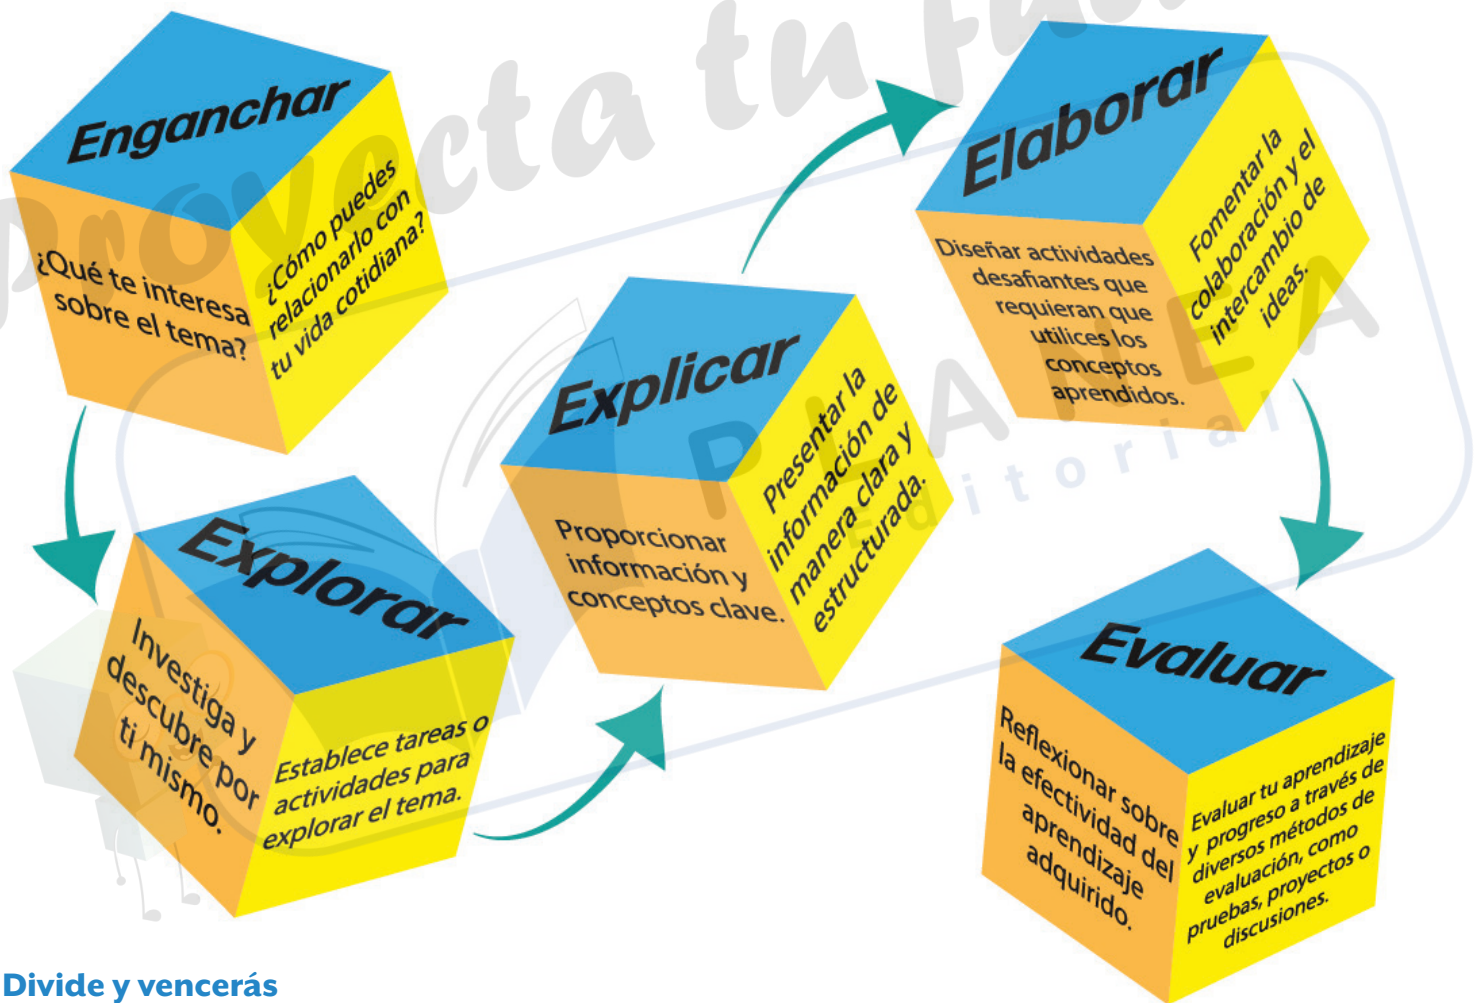 Enganchar
¿Qué te interesa
sobre el tema?
¿Cómo puedes
relacionarlo con
tu vida cotidiana?
Explorar
Investiga y
descubre por
ti mismo.
Establece tareas o
actividades para
explorar el tema.
Explicar
Proporcionar
información y
conceptos clave.
Presentar la
información de
manera clara y
estructurada.
Elaborar
Diseñar actividades
desafiantes que
requieran que
utilices los
conceptos
aprendidos.
Fomentar la
colaboración y el
intercambio de
ideas.
Evaluar
Reflexionar sobre
la efectividad del
aprendizaje
adquirido.
Evaluar tu aprendizaje
y progreso a través de
diversos métodos de
evaluación, como
pruebas, proyectos o
discusiones.
Proyecta tu
PLANEA
Editorial
Divide y vencerás